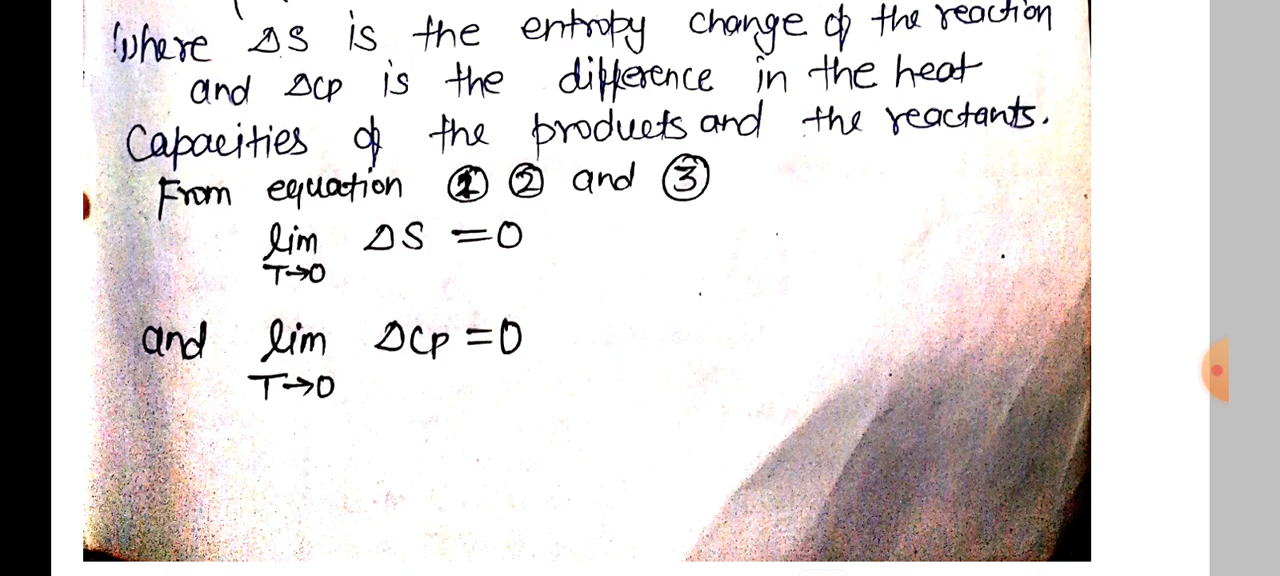 Where ΔS is the entropy change of the reaction
and ΔCp is the difference in the heat
Capacities of the products and the reactants.
From equation ① ② and ③
lim ΔS = 0
T→0
and lim ΔCp = 0
T→0